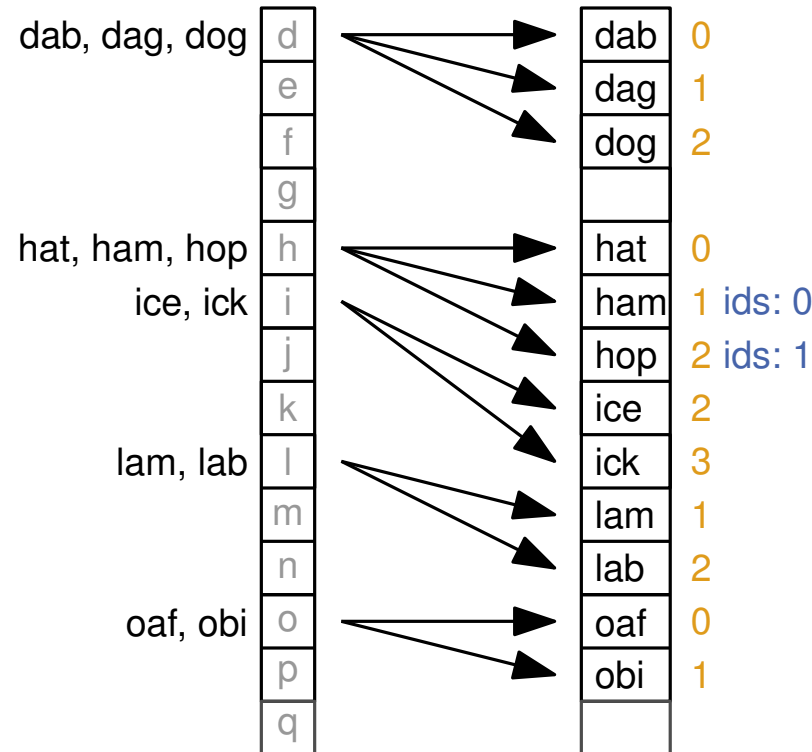 dab, dag, dog d dab 0
e dag 1
f dog 2
g
hat, ham, hop h hat 0
ice, ick i ham 1 ids: 0
j hop 2 ids: 1
k ice 2
lam, lab l ick 3
m lam 1
n lab 2
oaf, obi o oaf 0
p obi 1
q